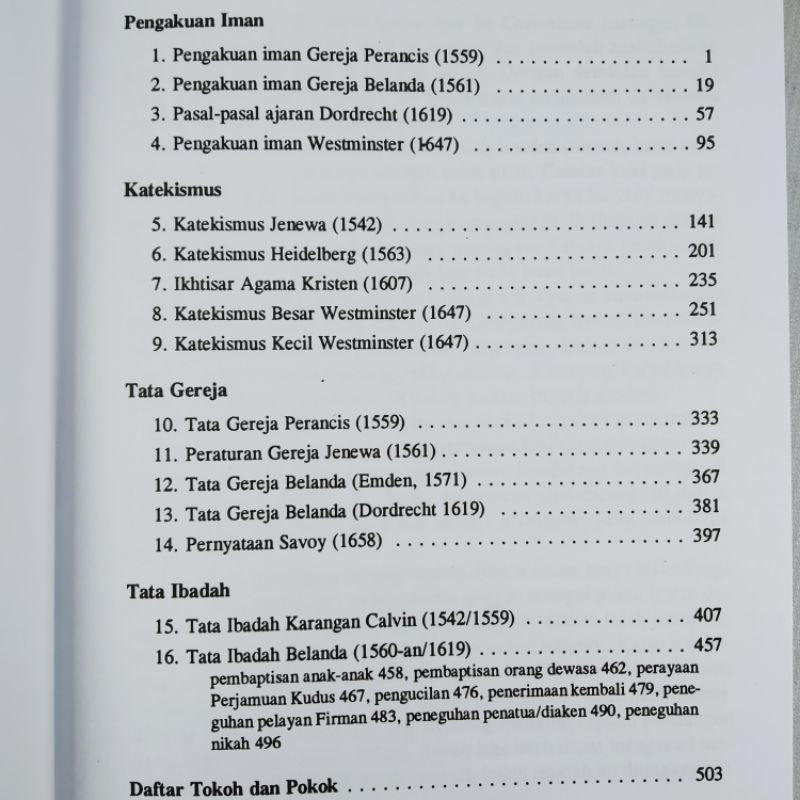 Pengakuan Iman
1. Pengakuan iman Gereja Perancis (1559) . . . . . . . . . . . . . . . . . 1
2. Pengakuan iman Gereja Belanda (1561) . . . . . . . . . . . . . . . . 19
3. Pasal-pasal ajaran Dordrecht (1619) . . . . . . . . . . . . . . . . . . . 57
4. Pengakuan iman Westminster (1647) . . . . . . . . . . . . . . . . . 95
Katekismus
5. Katekismus Jenewa (1542) . . . . . . . . . . . . . . . . . . . . . . . 141
6. Katekismus Heidelberg (1563) . . . . . . . . . . . . . . . . . . . . 201
7. Ikhtisar Agama Kristen (1607) . . . . . . . . . . . . . . . . . . . . 235
8. Katekismus Besar Westminster (1647) . . . . . . . . . . . . . . . 251
9. Katekismus Kecil Westminster (1647) . . . . . . . . . . . . . . . . 313
Tata Gereja
10. Tata Gereja Perancis (1559) . . . . . . . . . . . . . . . . . . . . . 333
11. Peraturan Gereja Jenewa (1561) . . . . . . . . . . . . . . . . . . . 339
12. Tata Gereja Belanda (Emden, 1571) . . . . . . . . . . . . . . . . 367
13. Tata Gereja Belanda (Dordrecht 1619) . . . . . . . . . . . . . . 381
14. Pernyataan Savoy (1658) . . . . . . . . . . . . . . . . . . . . . . . 397
Tata Ibadah
15. Tata Ibadah Karangan Calvin (1542/1559) . . . . . . . . . . . . 407
16. Tata Ibadah Belanda (1560-an/1619) . . . . . . . . . . . . . . . . 457
pembaptisan anak-anak 458, pembaptisan orang dewasa 462, perayaan
Perjamuan Kudus 467, pengucilan 476, penerimaan kembali 479, pene-
guhan pelayan Firman 483, peneguhan penatua/diaken 490, peneguhan
nikah 496
Daftar Tokoh dan Pokok . . . . . . . . . . . . . . . . . . . . . . . . . . 503